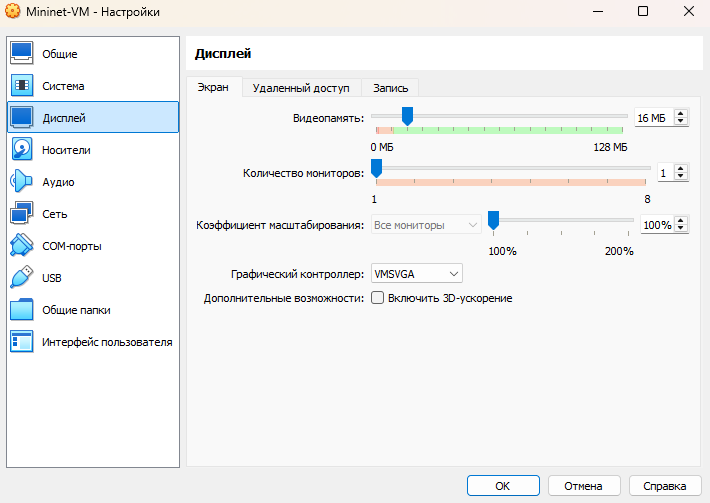 Mininet-VM - Настройки
Общие
Система
Дисплей
Носители
Аудио
Сеть
COM-порты
USB
Общие папки
Интерфейс пользователя
Дисплей
Экран Удаленный доступ Запись
Видеопамять: 16 МБ
0 МБ 128 МБ
Количество мониторов: 1
1 8
Коэффициент масштабирования: Все мониторы 100%
100% 200%
Графический контроллер: VMSVGA
Дополнительные возможности: Включить 3D-ускорение
OK Отмена Справка